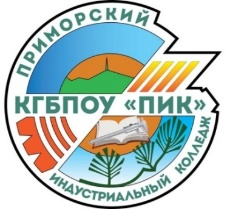 ПРИМОРСКИЙ
КГБПОУ «ПИК»
ИНДУСТРИАЛЬНЫЙ КОЛЛЕДЖ